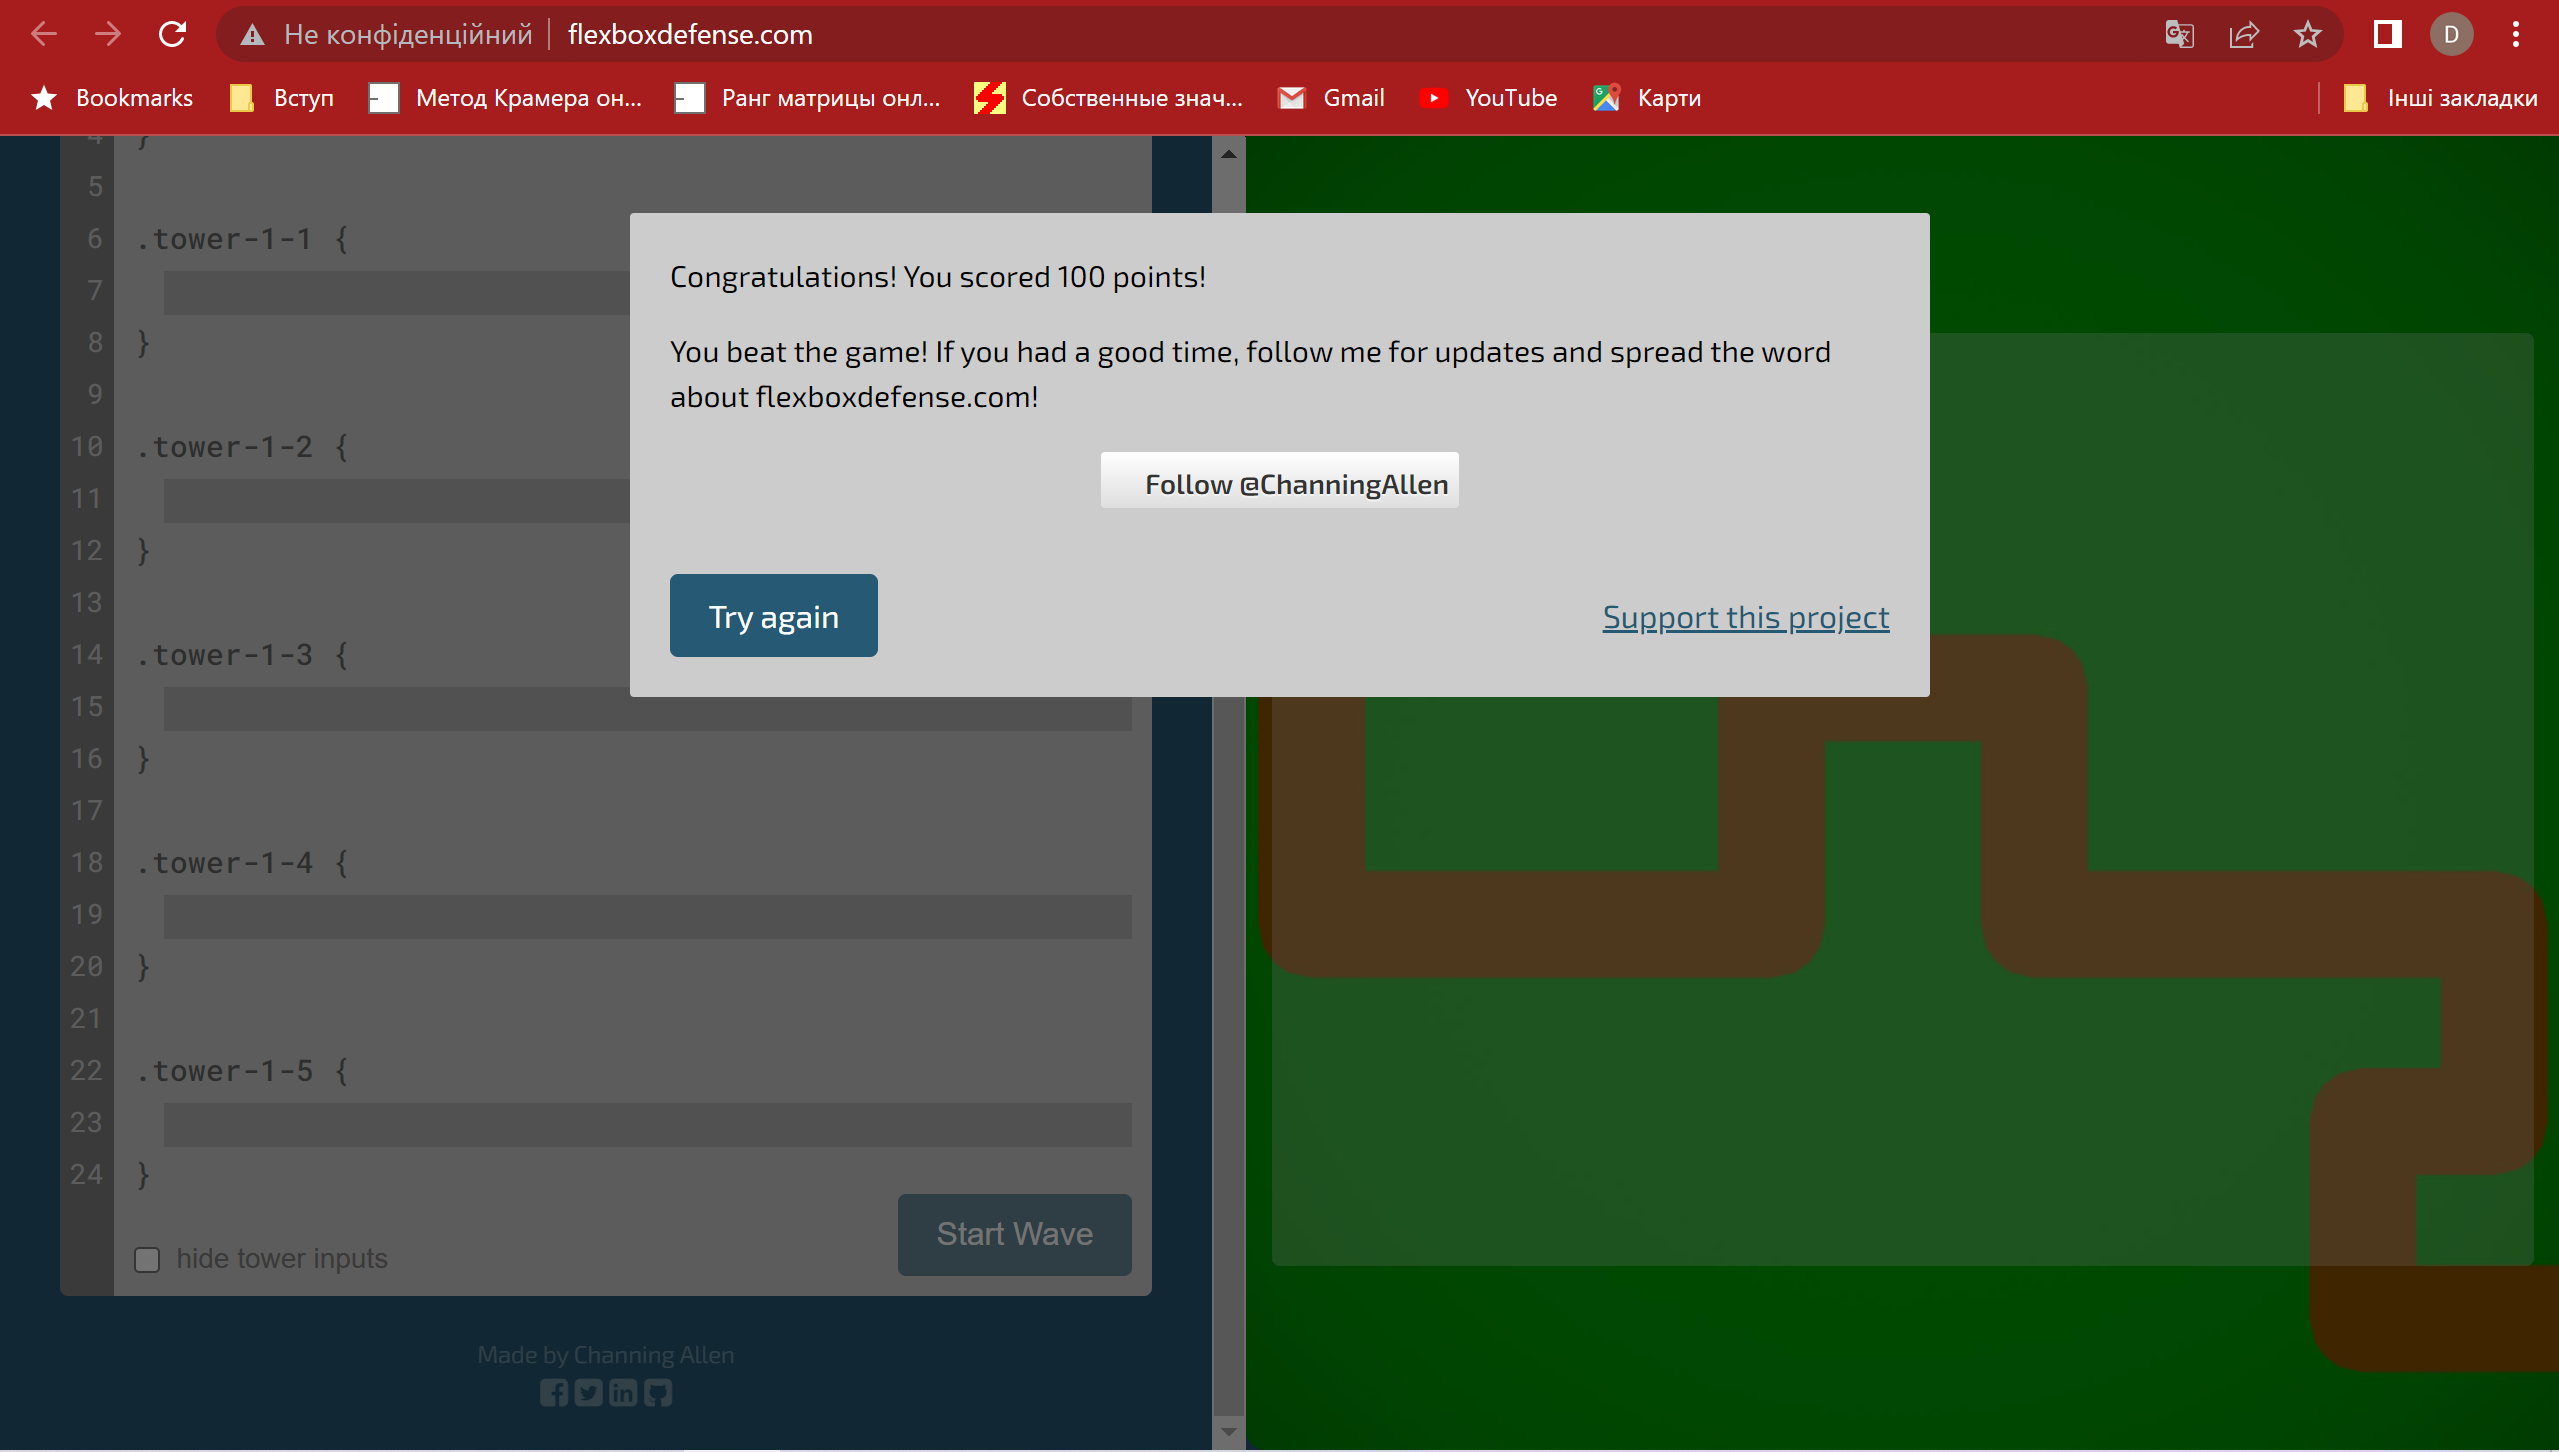 Не конфіденційний flexboxdefense.com D
Bookmarks Вступ Метод Крамера он... Ранг матрицы онл... Собственные знач... Gmail YouTube Карти Інші закладки
4 }
5
6 .tower-1-1 {
7
8 }
9
10 .tower-1-2 {
11
12 }
13
14 .tower-1-3 {
15
16 }
17
18 .tower-1-4 {
19
20 }
21
22 .tower-1-5 {
23
24 }
hide tower inputs
Start Wave
Made by Channing Allen
Congratulations! You scored 100 points!
You beat the game! If you had a good time, follow me for updates and spread the word
about flexboxdefense.com!
Follow @ChanningAllen
Try again
Support this project